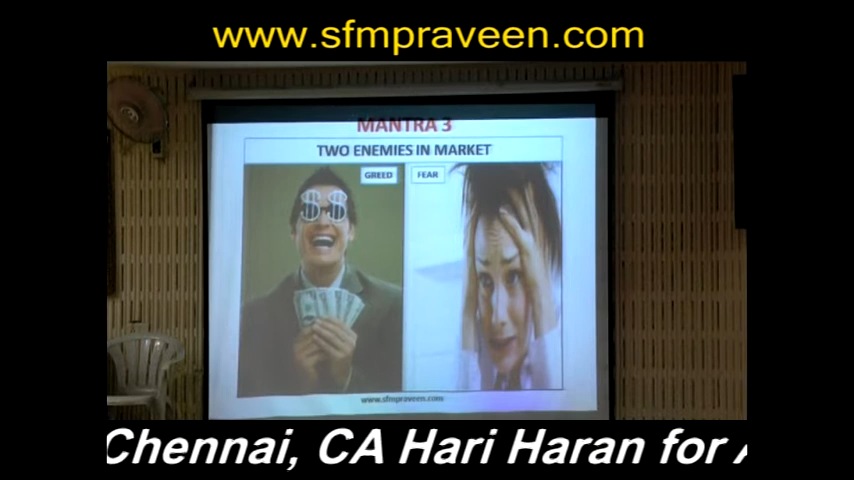 www.sfmpraveen.com
MANTRA 3
TWO ENEMIES IN MARKET
GREED FEAR
www.sfmpraveen.com
Chennai, CA Hari Haran for